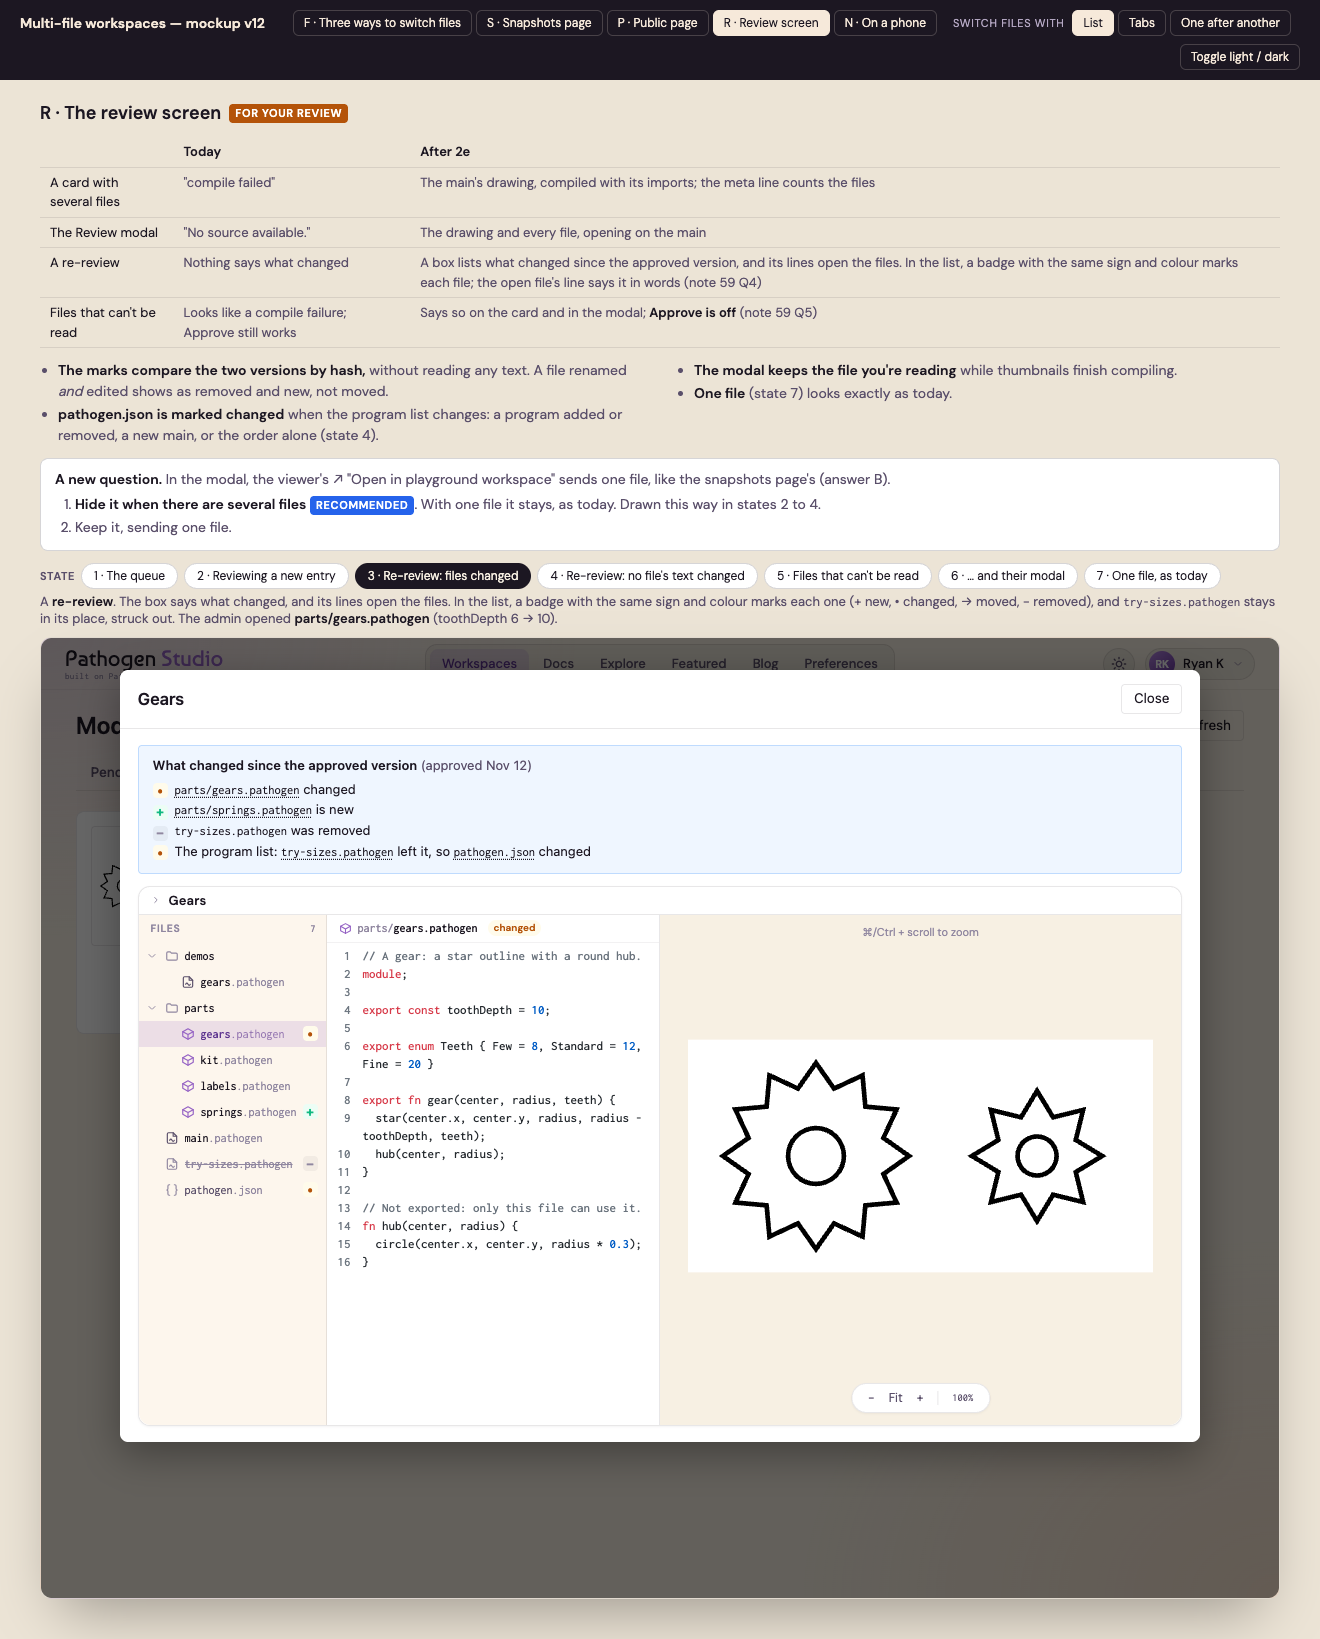 Multi-file workspaces — mockup v12
F · Three ways to switch files
S · Snapshots page
P · Public page
R · Review screen
N · On a phone
SWITCH FILES WITH
List
Tabs
One after another
Toggle light / dark
R · The review screen FOR YOUR REVIEW
Today After 2e
A card with several files "compile failed" The main's drawing, compiled with its imports; the meta line counts the files
The Review modal "No source available." The drawing and every file, opening on the main
A re-review Nothing says what changed A box lists what changed since the approved version, and its lines open the files. In the list, a badge with the same sign and colour marks
each file; the open file's line says it in words (note 59 Q4)
Files that can't be read Looks like a compile failure; Approve still works Says so on the card and in the modal; Approve is off (note 59 Q5)
• The marks compare the two versions by hash, without reading any text. A file renamed
and edited shows as removed and new, not moved.
• pathogen.json is marked changed when the program list changes: a program added or
removed, a new main, or the order alone (state 4).
• The modal keeps the file you're reading while thumbnails finish compiling.
• One file (state 7) looks exactly as today.
A new question. In the modal, the viewer's ↗ "Open in playground workspace" sends one file, like the snapshots page's (answer B).
1. Hide it when there are several files RECOMMENDED. With one file it stays, as today. Drawn this way in states 2 to 4.
2. Keep it, sending one file.
STATE
1 · The queue
2 · Reviewing a new entry
3 · Re-review: files changed
4 · Re-review: no file's text changed
5 · Files that can't be read
6 · … and their modal
7 · One file, as today
A re-review. The box says what changed, and its lines open the files. In the list, a badge with the same sign and colour marks each one (+ new, • changed, → moved, − removed), and try-sizes.pathogen stays
in its place, struck out. The admin opened parts/gears.pathogen (toothDepth 6 → 10).
Pathogen Studio
Workspaces Docs Explore Featured Blog Preferences
RK Ryan K
Gears
Close
What changed since the approved version (approved Nov 12)
• parts/gears.pathogen changed
+ parts/springs.pathogen is new
− try-sizes.pathogen was removed
• The program list: try-sizes.pathogen left it, so pathogen.json changed
Gears
FILES 7
demos
gears.pathogen
parts
gears.pathogen •
kit.pathogen
labels.pathogen
springs.pathogen +
main.pathogen
try-sizes.pathogen −
{ } pathogen.json •
parts/gears.pathogen changed
1 // A gear: a star outline with a round hub.
2 module;
3
4 export const toothDepth = 10;
5
6 export enum Teeth { Few = 8, Standard = 12,
Fine = 20 }
7
8 export fn gear(center, radius, teeth) {
9 star(center.x, center.y, radius, radius -
toothDepth, teeth);
10 hub(center, radius);
11 }
12
13 // Not exported: only this file can use it.
14 fn hub(center, radius) {
15 circle(center.x, center.y, radius * 0.3);
16 }
⌘/Ctrl + scroll to zoom
− Fit + 100%